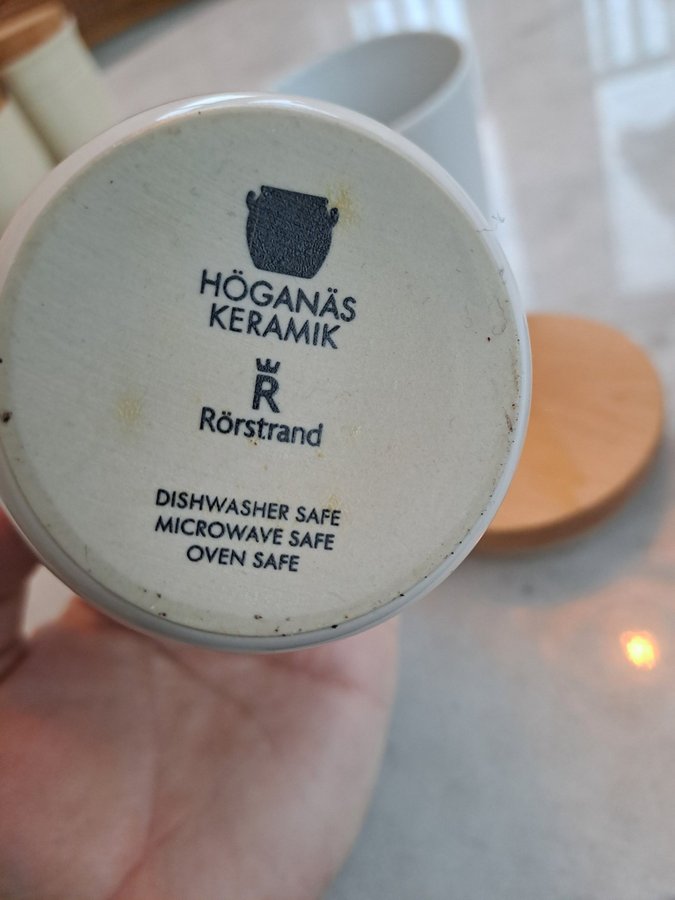 HÖGANÄS
KERAMIK
R
Rörstrand
DISHWASHER SAFE
MICROWAVE SAFE
OVEN SAFE